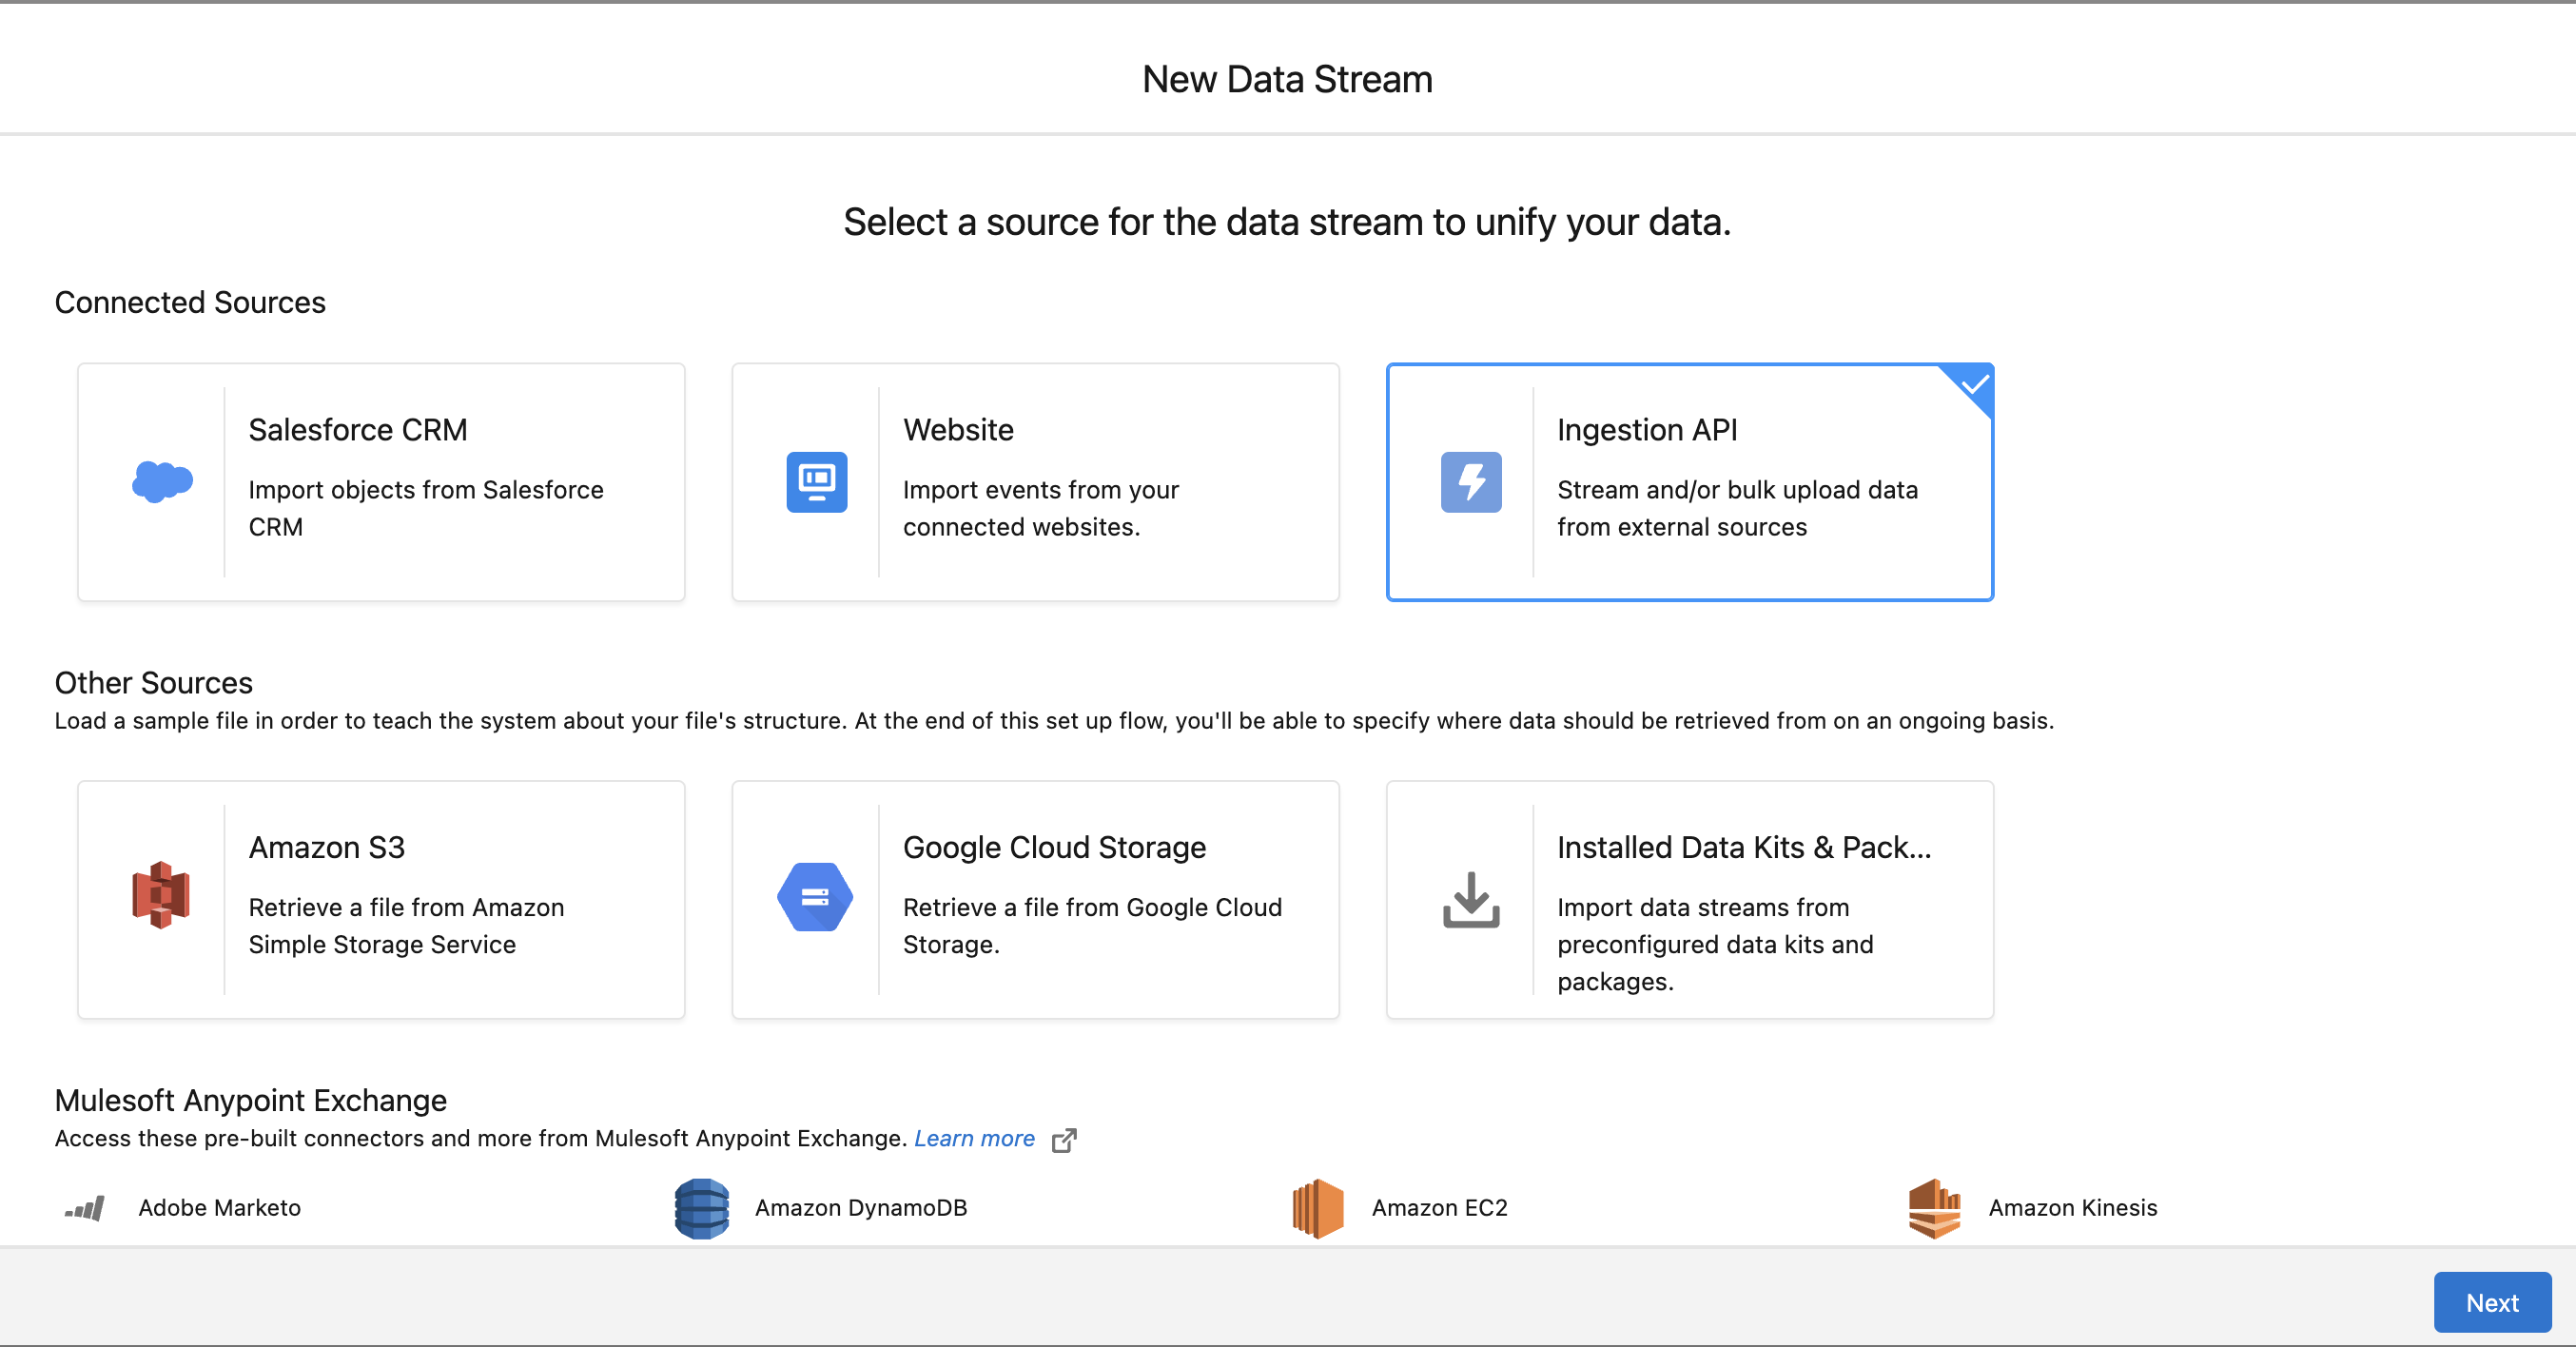 New Data Stream
Select a source for the data stream to unify your data.
Connected Sources
Salesforce CRM
Import objects from Salesforce
CRM
Website
Import events from your
connected websites.
Ingestion API
Stream and/or bulk upload data
from external sources
Other Sources
Load a sample file in order to teach the system about your file's structure. At the end of this set up flow, you'll be able to specify where data should be retrieved from on an ongoing basis.
Amazon S3
Retrieve a file from Amazon
Simple Storage Service
Google Cloud Storage
Retrieve a file from Google Cloud
Storage.
Installed Data Kits & Pack...
Import data streams from
preconfigured data kits and
packages.
Mulesoft Anypoint Exchange
Access these pre-built connectors and more from Mulesoft Anypoint Exchange. Learn more
Adobe Marketo
Amazon DynamoDB
Amazon EC2
Amazon Kinesis
Next